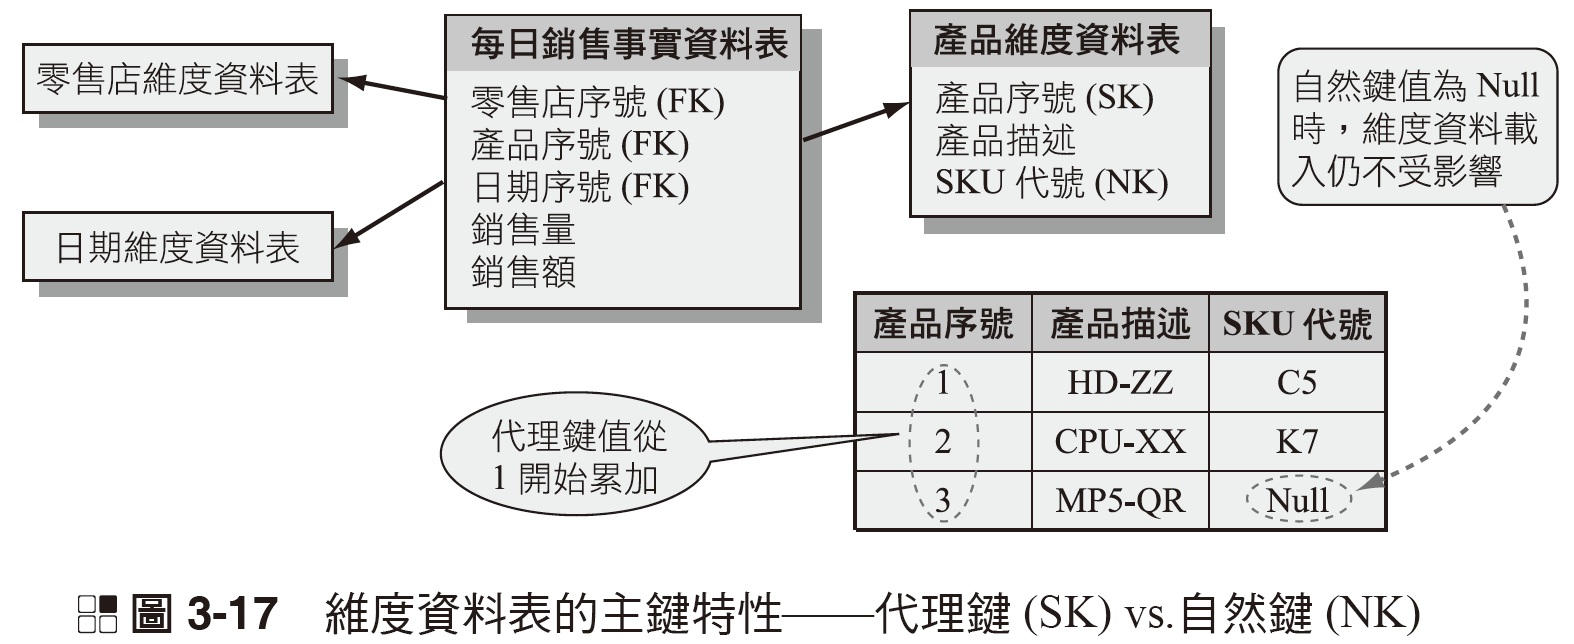 零售店維度資料表
日期維度資料表
每日銷售事實資料表
零售店序號 (FK)
產品序號 (FK)
日期序號 (FK)
銷售量
銷售額
產品維度資料表
產品序號 (SK)
產品描述
SKU 代號 (NK)
自然鍵值為 Null
時，維度資料載
入仍不受影響
代理鍵值從
1 開始累加
產品序號 產品描述 SKU 代號
1 HD-ZZ C5
2 CPU-XX K7
3 MP5-QR Null
圖 3-17 維度資料表的主鍵特性——代理鍵 (SK) vs.自然鍵 (NK)